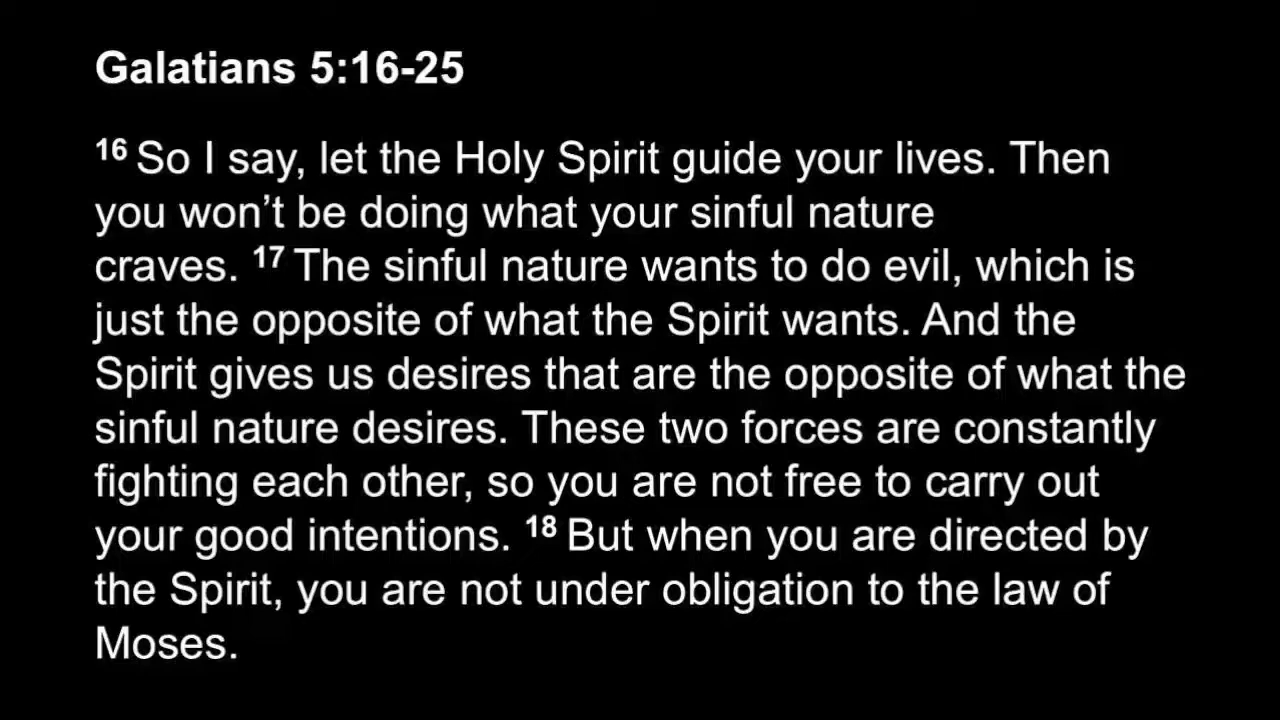 Galatians 5:16-25
16 So I say, let the Holy Spirit guide your lives. Then
you won’t be doing what your sinful nature
craves. 17 The sinful nature wants to do evil, which is
just the opposite of what the Spirit wants. And the
Spirit gives us desires that are the opposite of what the
sinful nature desires. These two forces are constantly
fighting each other, so you are not free to carry out
your good intentions. 18 But when you are directed by
the Spirit, you are not under obligation to the law of
Moses.